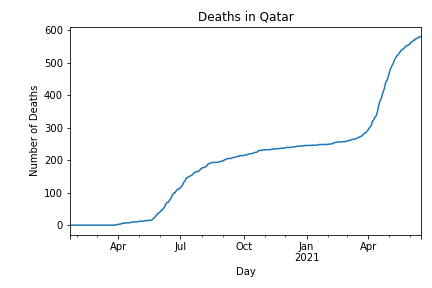 Deaths in Qatar
600
500
400
300
200
100
0
Number of Deaths
Apr
Jul
Oct
Jan
2021
Apr
Day